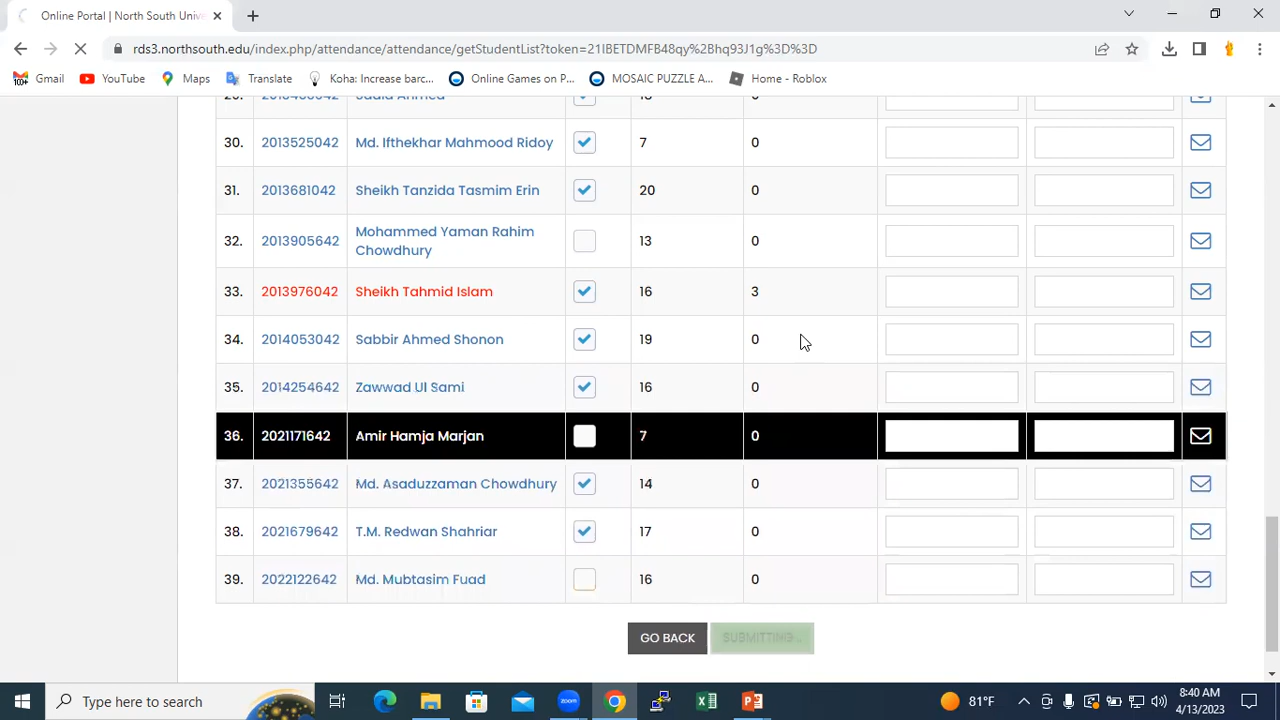 Online Portal | North South Unive
rds3.northsouth.edu/index.php/attendance/attendance/getStudentList?token=21IBETDMFB48qy%2Bhq93J1g%3D%3D
Gmail YouTube Maps Translate Koha: Increase barc... Online Games on P... MOSAIC PUZZLE A... Home - Roblox
30. 2013525042 Md. Ifthekhar Mahmood Ridoy 7 0
31. 2013681042 Sheikh Tanzida Tasmim Erin 20 0
32. 2013905642 Mohammed Yaman Rahim 13 0
Chowdhury
33. 2013976042 Sheikh Tahmid Islam 16 3
34. 2014053042 Sabbir Ahmed Shonon 19 0
35. 2014254642 Zawwad Ul Sami 16 0
36. 2021171642 Amir Hamja Marjan 7 0
37. 2021355642 Md. Asaduzzaman Chowdhury 14 0
38. 2021679642 T.M. Redwan Shahriar 17 0
39. 2022122642 Md. Mubtasim Fuad 16 0
GO BACK SUBMITTING...
Type here to search zoom 81°F 8:40 AM
4/13/2023